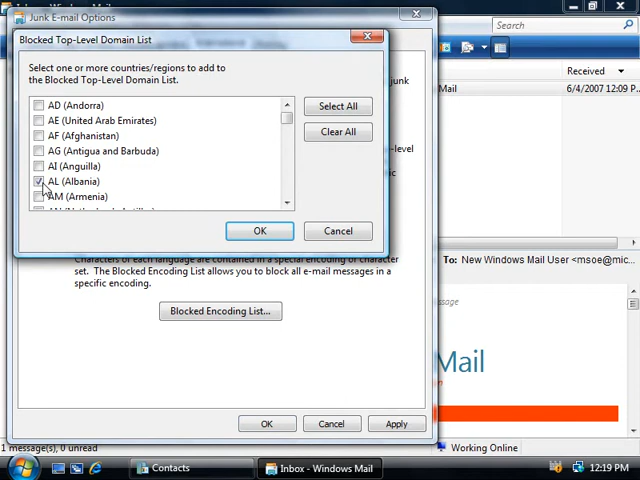 Inbox - Windows Mail
Junk E-mail Options
Search
Blocked Top-Level Domain List
Received
Mail
6/4/2007 12:09 PM
Select one or more countries/regions to add to
the Blocked Top-Level Domain List.
junk
AD (Andorra)
AE (United Arab Emirates)
AF (Afghanistan)
AG (Antigua and Barbuda)
AI (Anguilla)
AL (Albania)
AM (Armenia)
Select All
Clear All
OK
Cancel
Characters of each language are contained in a special encoding or character
set. The Blocked Encoding List allows you to block all e-mail messages in a
specific encoding.
Blocked Encoding List...
To: New Windows Mail User <msoe@mic...
Mail
OK
Cancel
Apply
1 message(s), 0 unread
Working Online
Contacts
Inbox - Windows Mail
12:19 PM